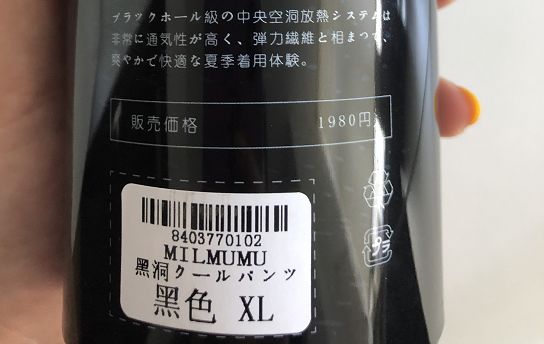 ブラックホール級の中央空洞放熱システムは
非常に通気性が高く、弾力繊維と相まって、
爽やかで快適な夏季着用体験。
販売価格 1980円
8403770102
MILMUMU
黑洞クールパンツ
黑色 XL
プラ